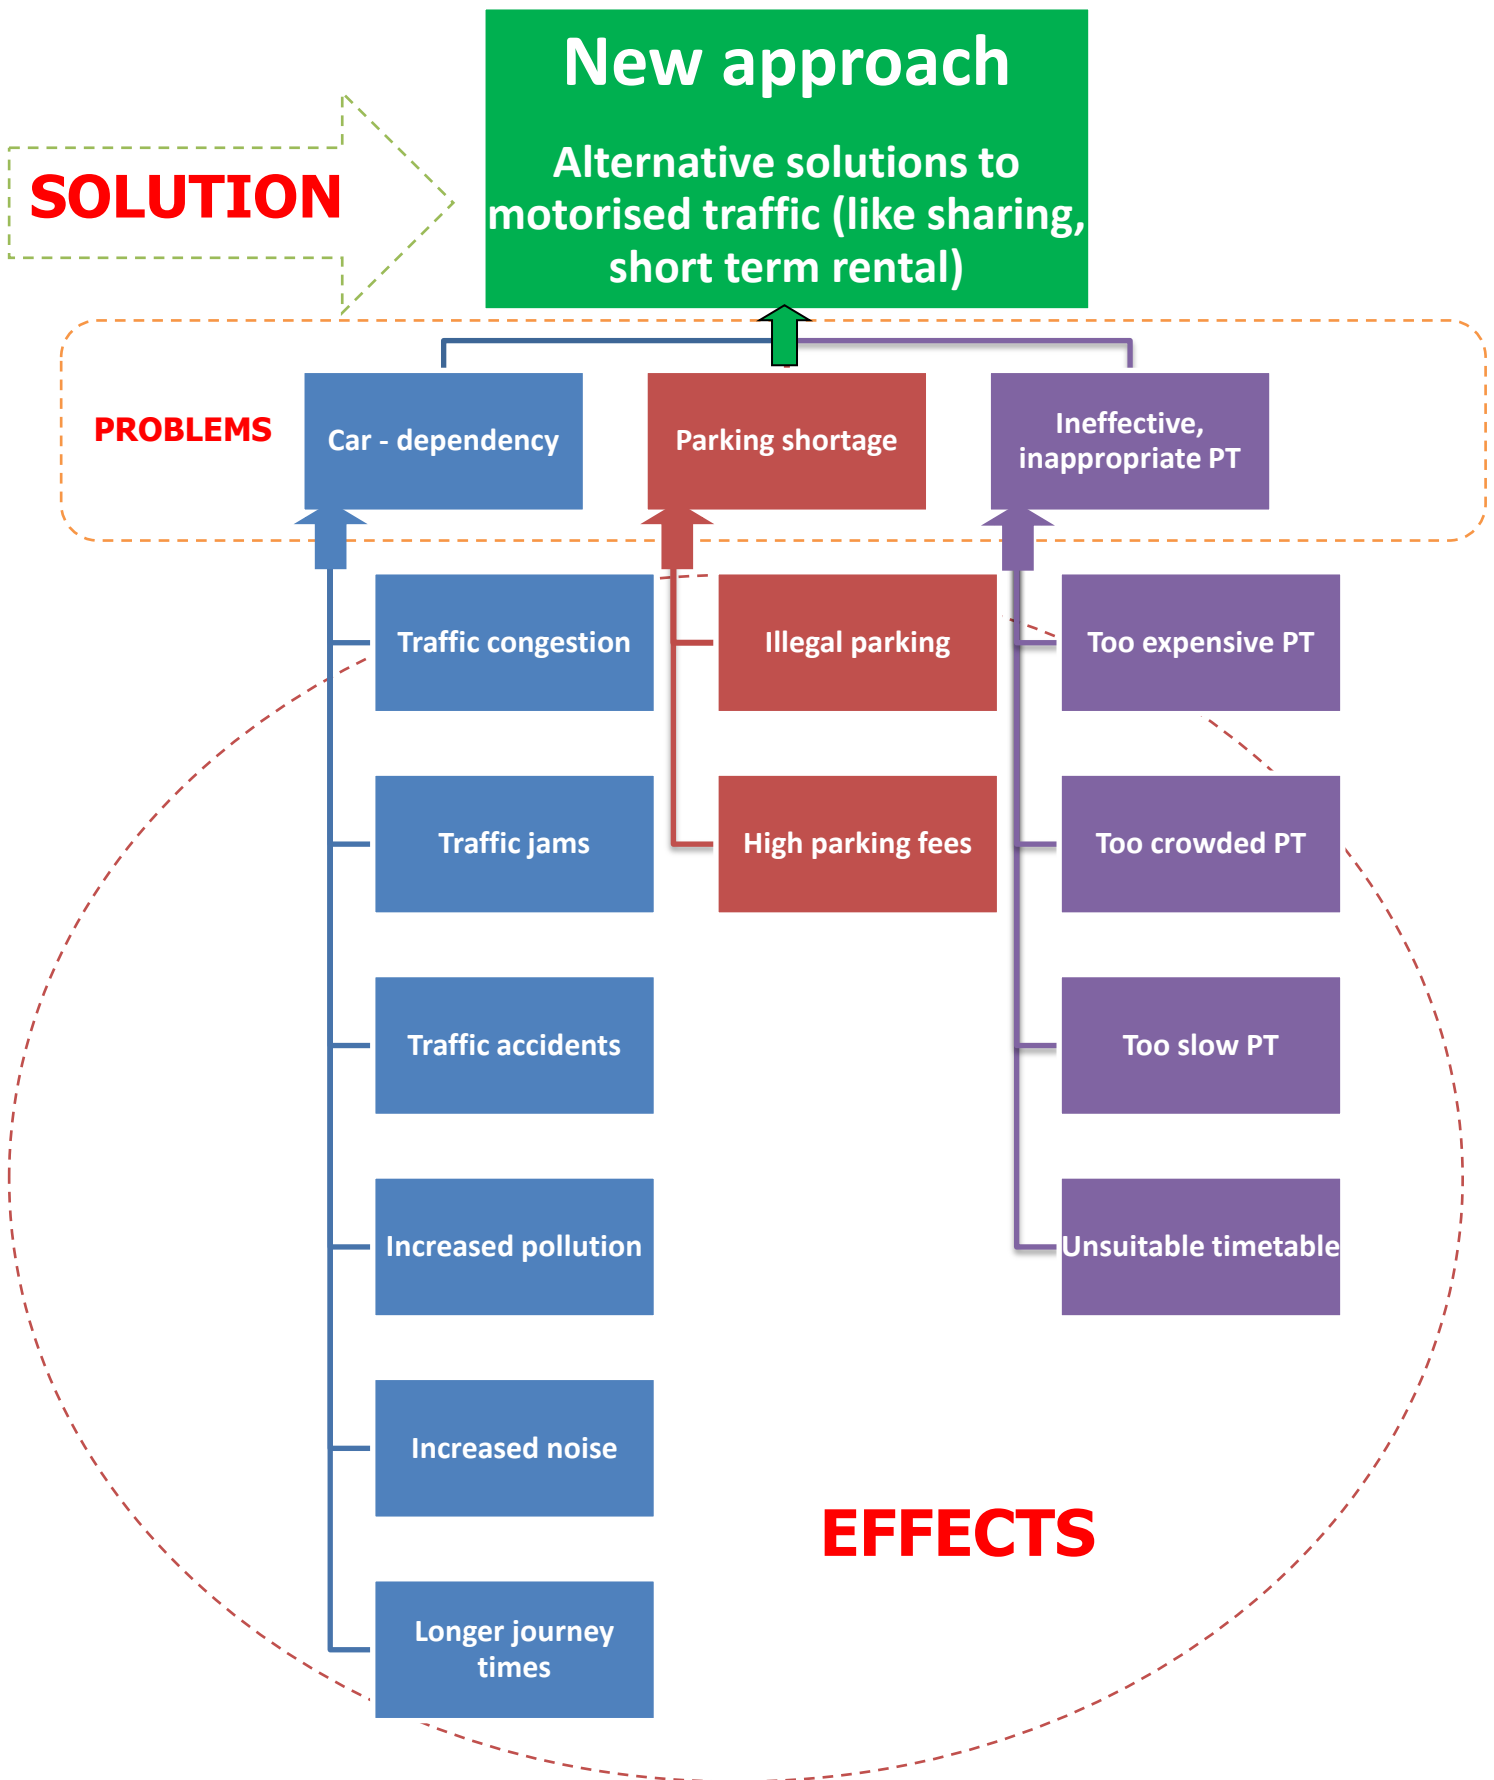 New approach
Alternative solutions to
motorised traffic (like sharing,
short term rental)
SOLUTION
PROBLEMS
Car - dependency
Parking shortage
Ineffective,
inappropriate PT
Traffic congestion
Illegal parking
Too expensive PT
Traffic jams
High parking fees
Too crowded PT
Traffic accidents
Too slow PT
Increased pollution
Unsuitable timetable
Increased noise
EFFECTS
Longer journey
times